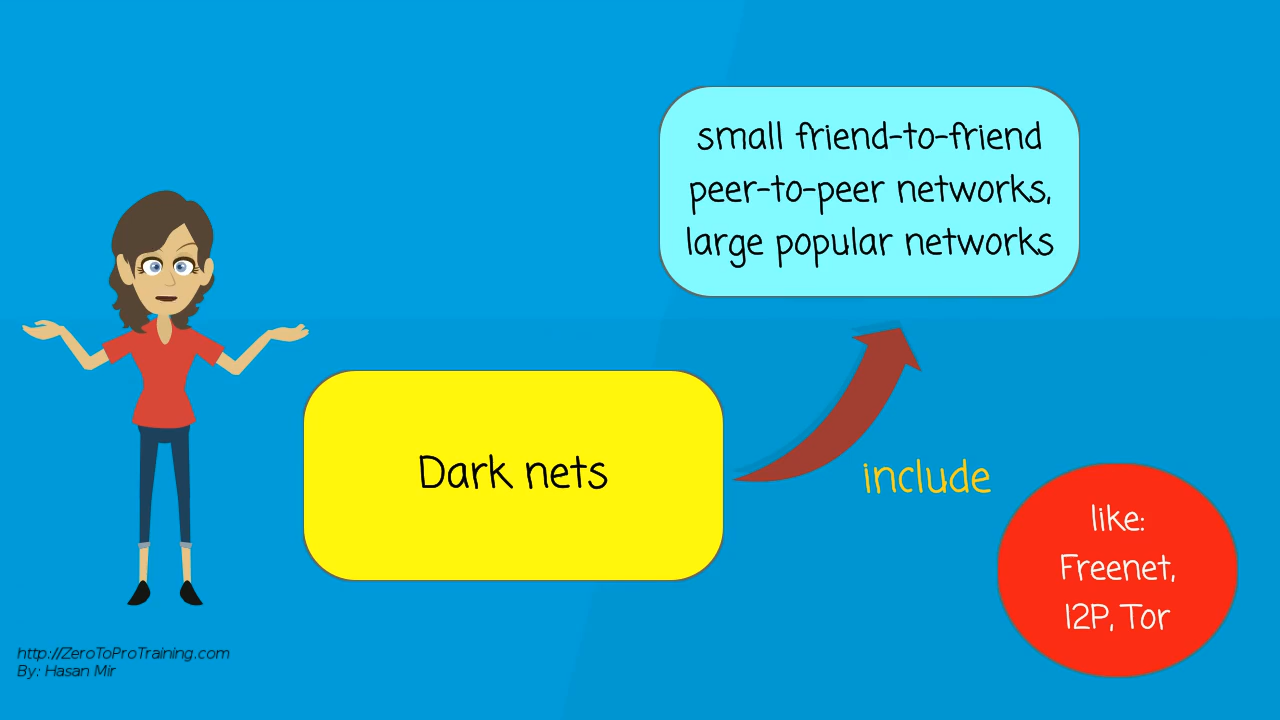 small friend-to-friend
peer-to-peer networks,
large popular networks
Dark nets
include
like:
Freenet,
I2P, Tor
http://ZeroToProTraining.com
By: Hasan Mir